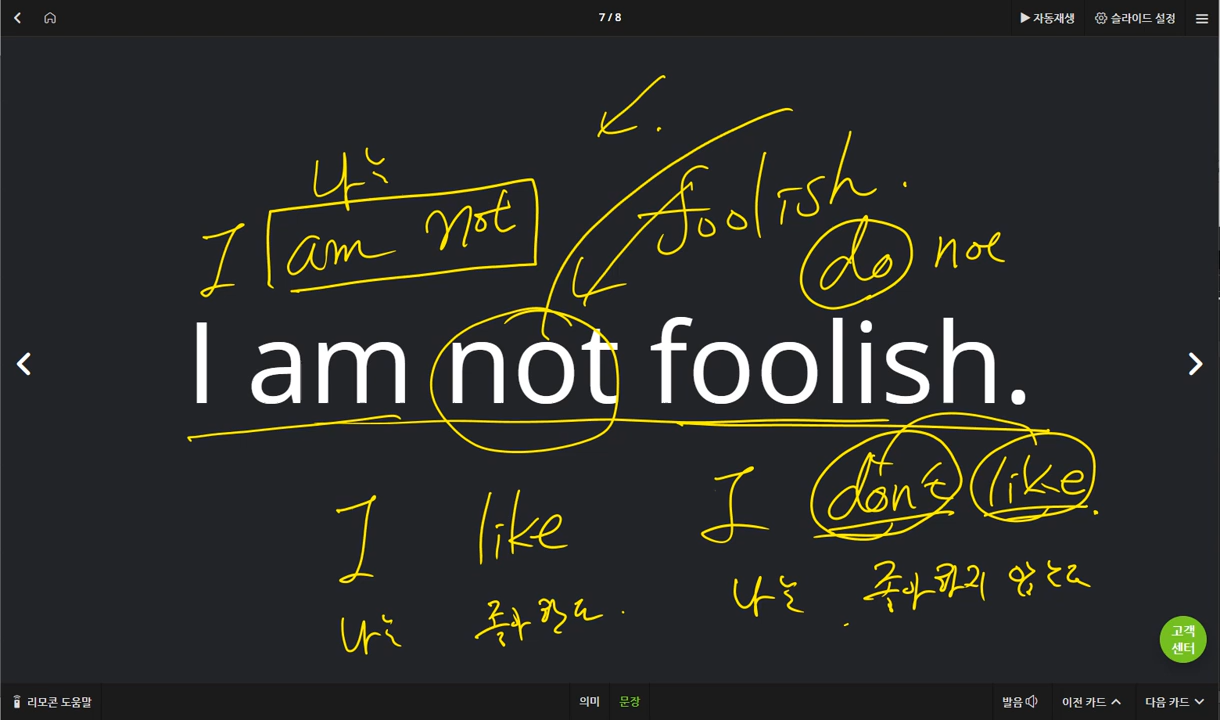 7 / 8
자동재생
슬라이드 설정
나는
I am not foolish.
do not
I am not foolish.
I like
I don't like.
나는 좋아한다.
나는 좋아하지 않는다
고객
센터
리모콘 도움말
의미
문장
발음
이전 카드
다음 카드